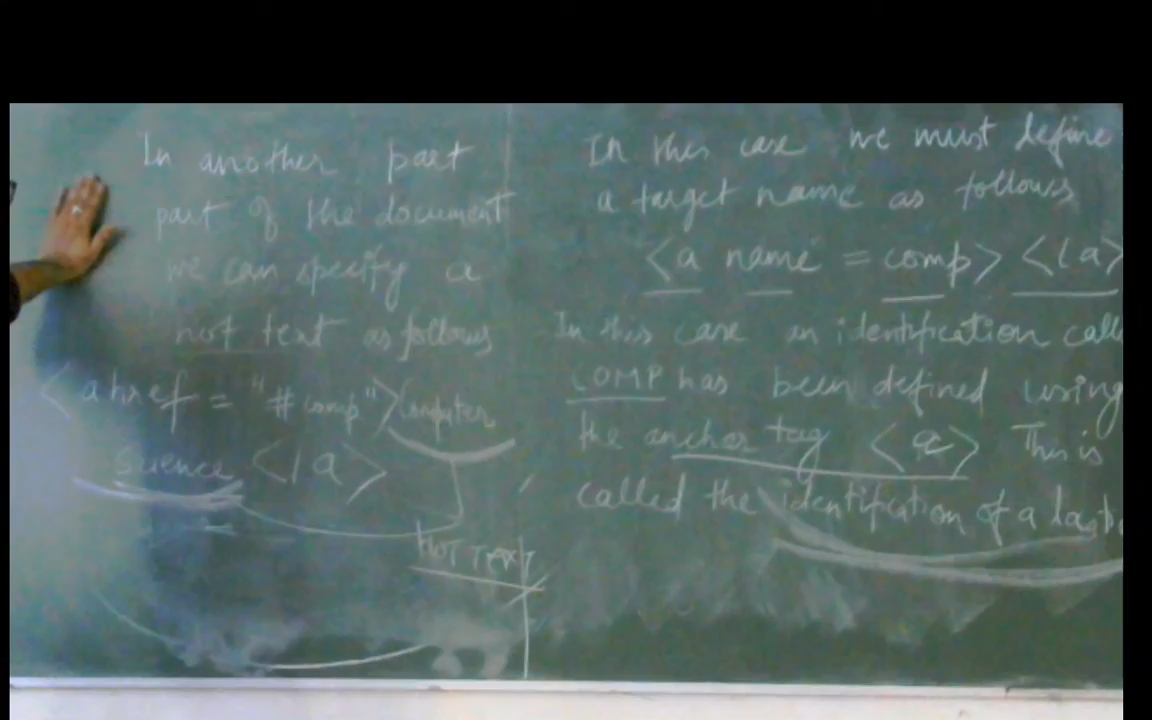 In another part
part of the document
we can specify a
hot text as follows
<a href = "#comp">Computer
science </a>
HOT TEXT
In this case we must define
a target name as follows
<a name = comp> </a>
In this case an identification
COMP has been defined using
the anchor tag <a> This is
called the identification of a